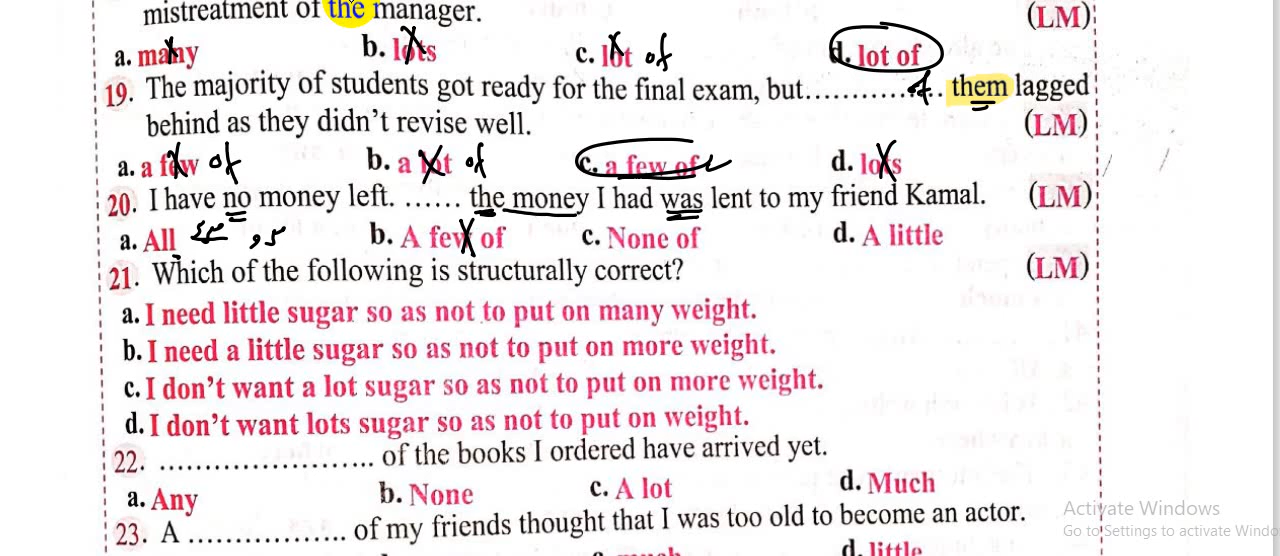 mistreatment of the manager. (LM)
a. many b. lots c. lot of d. lot of
19. The majority of students got ready for the final exam, but............... them lagged
behind as they didn't revise well. (LM)
a. a few of b. a lot of c. a few of d. lots
20. I have no money left. ...... the money I had was lent to my friend Kamal. (LM)
a. All b. A few of c. None of d. A little
21. Which of the following is structurally correct? (LM)
a. I need little sugar so as not to put on many weight.
b. I need a little sugar so as not to put on more weight.
c. I don't want a lot sugar so as not to put on more weight.
d. I don't want lots sugar so as not to put on weight.
22. ........................ of the books I ordered have arrived yet.
a. Any b. None c. A lot d. Much
23. A ................. of my friends thought that I was too old to become an actor.
d. little
Activate Windows
Go to Settings to activate Windo